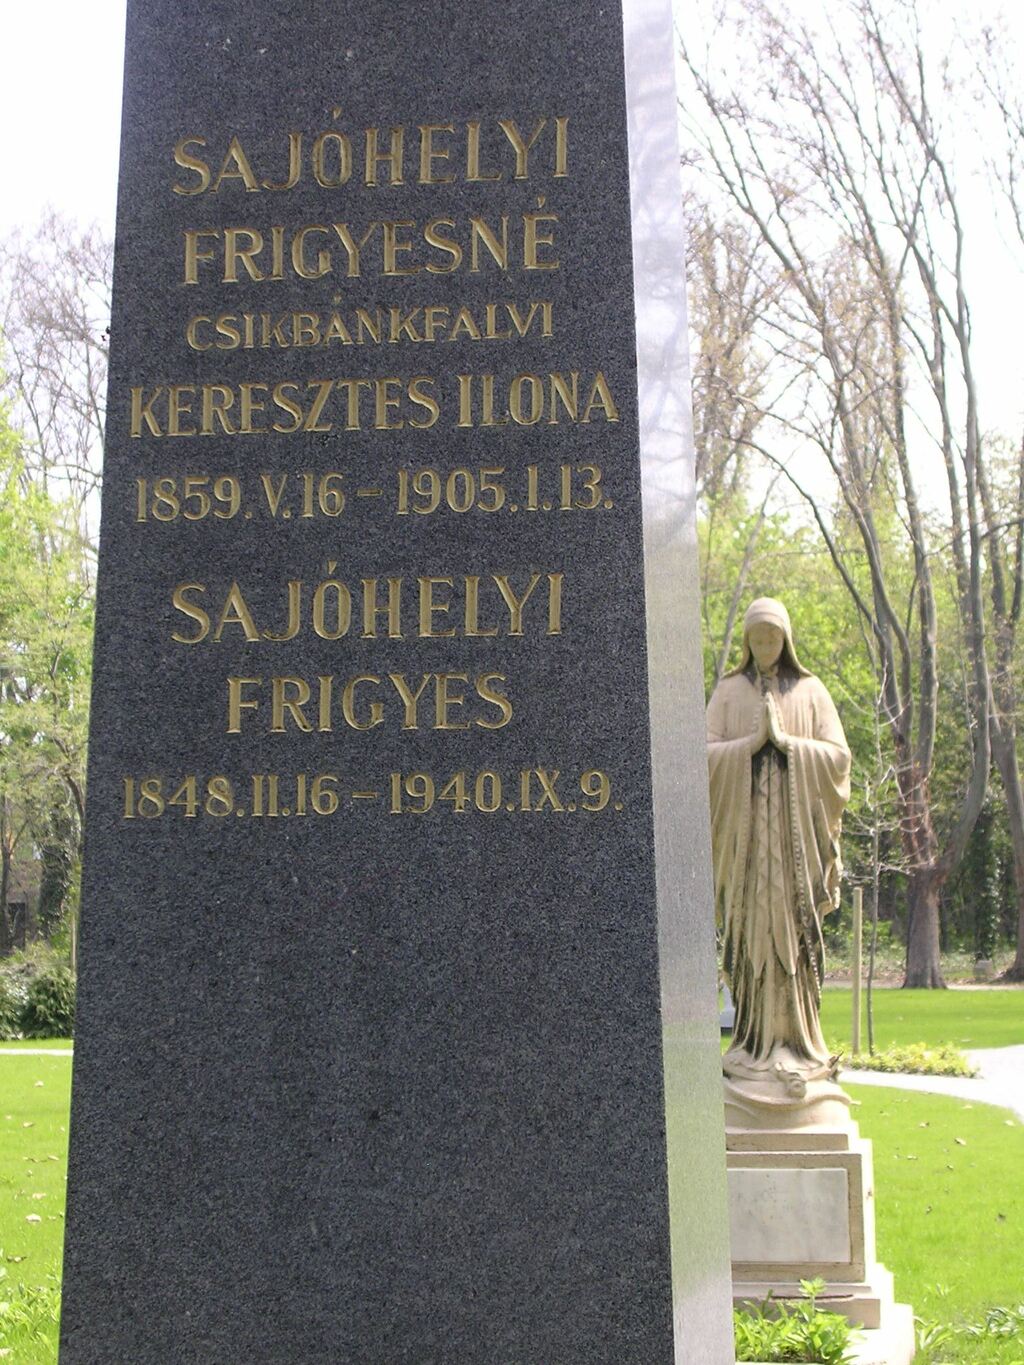 SAJÓHELYI
FRIGYESNÉ
CSIKBÁNKFALVI
KERESZTES ILONA
1859.V.16 – 1905.I.13.
SAJÓHELYI
FRIGYES
1848.II.16 – 1940.IX.9.